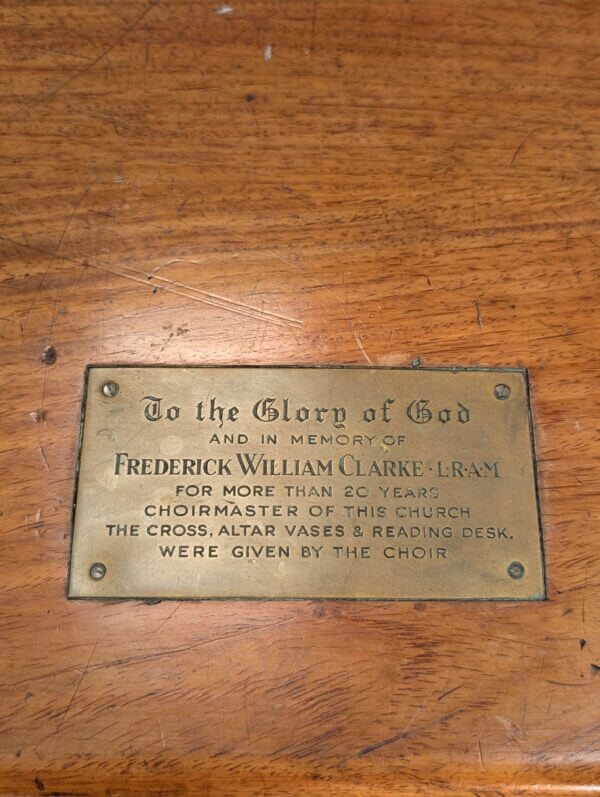 To the Glory of God
AND IN MEMORY OF
FREDERICK WILLIAM CLARKE · L·R·A·M
FOR MORE THAN 20 YEARS
CHOIRMASTER OF THIS CHURCH
THE CROSS, ALTAR VASES & READING DESK,
WERE GIVEN BY THE CHOIR